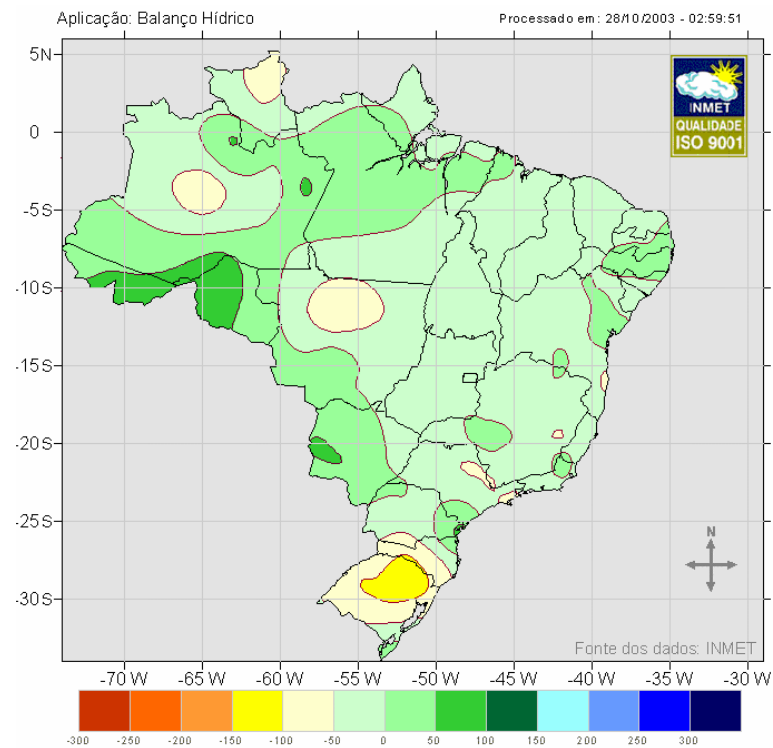 Aplicação: Balanço Hídrico
Processado em: 28/10/2003 - 02:59:51
5N
0
-5S
-10S
-15S
-20S
-25S
-30S
INMET
QUALIDADE
ISO 9001
N
Fonte dos dados: INMET
-70 W -65 W -60 W -55 W -50 W -45 W -40 W -35 W -30 W
-300 -250 -200 -150 -100 -50 0 50 100 150 200 250 300